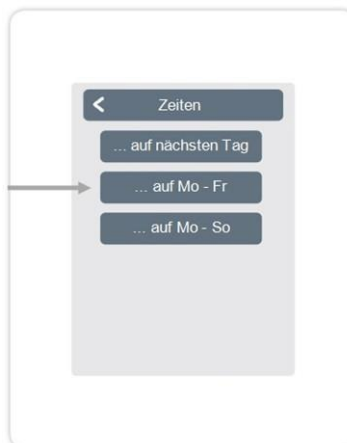 Zeiten
... auf nächsten Tag
... auf Mo - Fr
... auf Mo - So